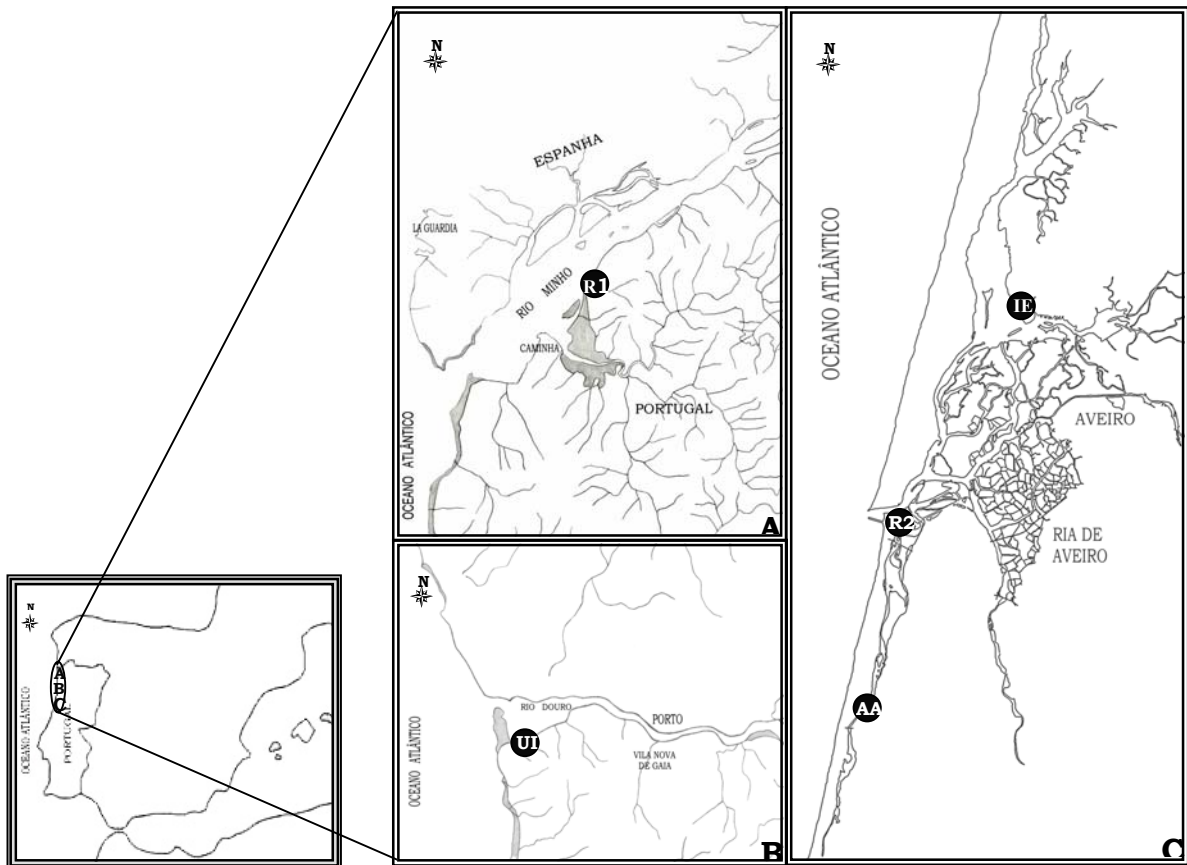 N
ESPANHA
LA GUARDIA
RIO MINHO
R1
CAMINHA
PORTUGAL
OCEANO ATLÂNTICO
A
N
OCEANO ATLÂNTICO
IE
AVEIRO
R2
RIA DE
AVEIRO
AA
C
N
RIO DOURO
PORTO
UI
VILA NOVA
DE GAIA
OCEANO ATLÂNTICO
B
N
A
B
C
PORTUGAL
OCEANO ATLÂNTICO